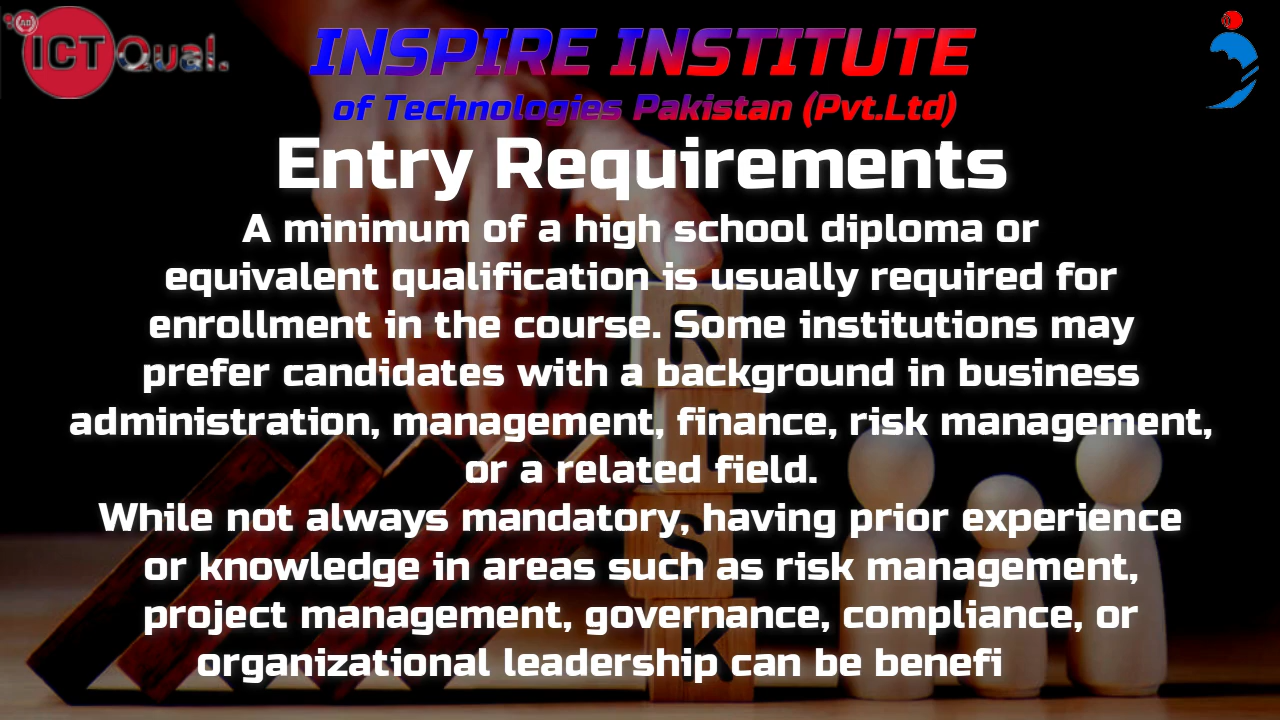 ICTQual.
INSPIRE INSTITUTE
of Technologies Pakistan (Pvt.Ltd)
Entry Requirements
A minimum of a high school diploma or
equivalent qualification is usually required for
enrollment in the course. Some institutions may
prefer candidates with a background in business
administration, management, finance, risk management,
or a related field.
While not always mandatory, having prior experience
or knowledge in areas such as risk management,
project management, governance, compliance, or
organizational leadership can be benefi
R
I
S
K